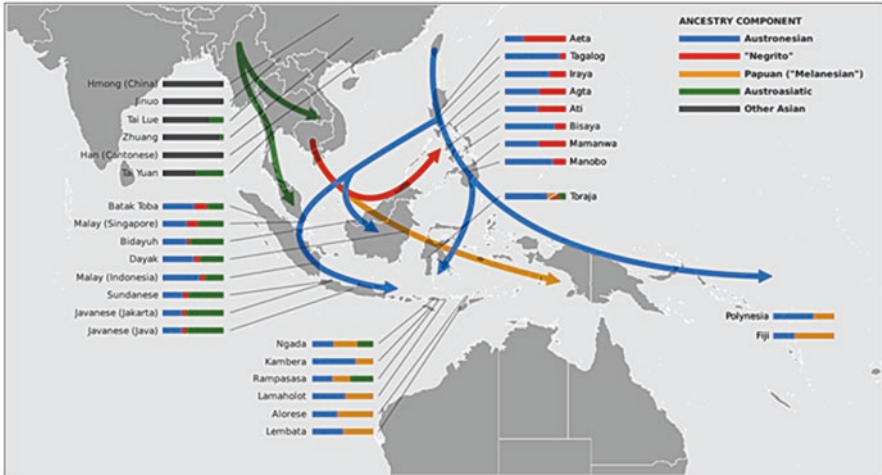 ANCESTRY COMPONENT
Austronesian
"Negrito"
Papuan ("Melanesian")
Austroasiatic
Other Asian
Hmong (China)
Jinuo
Tai Lue
Zhuang
Han (Cantonese)
Tai Yuan
Aeta
Tagalog
Iraya
Agta
Ati
Bisaya
Mamanwa
Manobo
Toraja
Batak Toba
Malay (Singapore)
Bidayuh
Dayak
Malay (Indonesia)
Sundanese
Javanese (Jakarta)
Javanese (Java)
Ngada
Kambera
Rampasasa
Lamaholot
Alorese
Lembata
Polynesia
Fiji